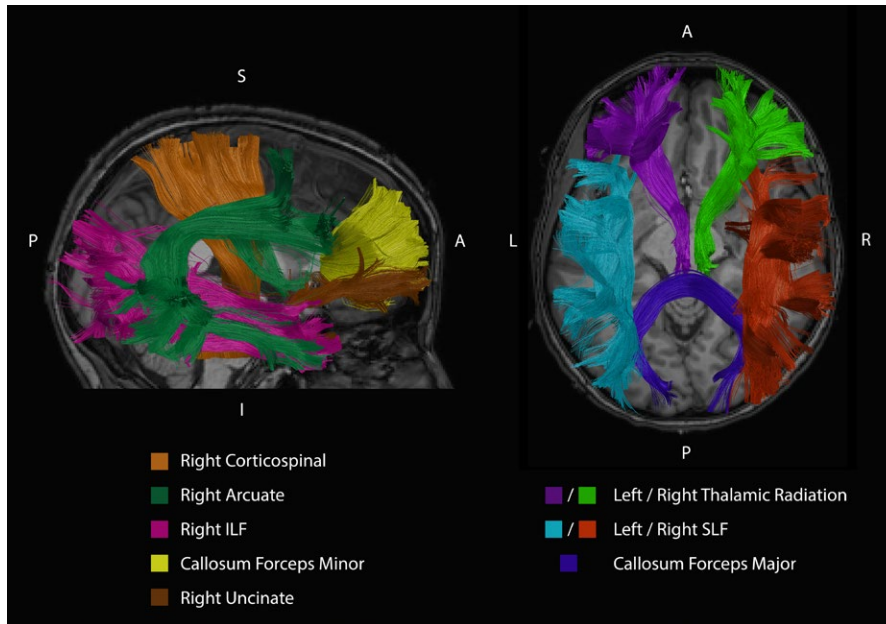 S
P
A
I
A
L
R
P
Right Corticospinal
Right Arcuate
Right ILF
Callosum Forceps Minor
Right Uncinate
/ Left / Right Thalamic Radiation
/ Left / Right SLF
Callosum Forceps Major